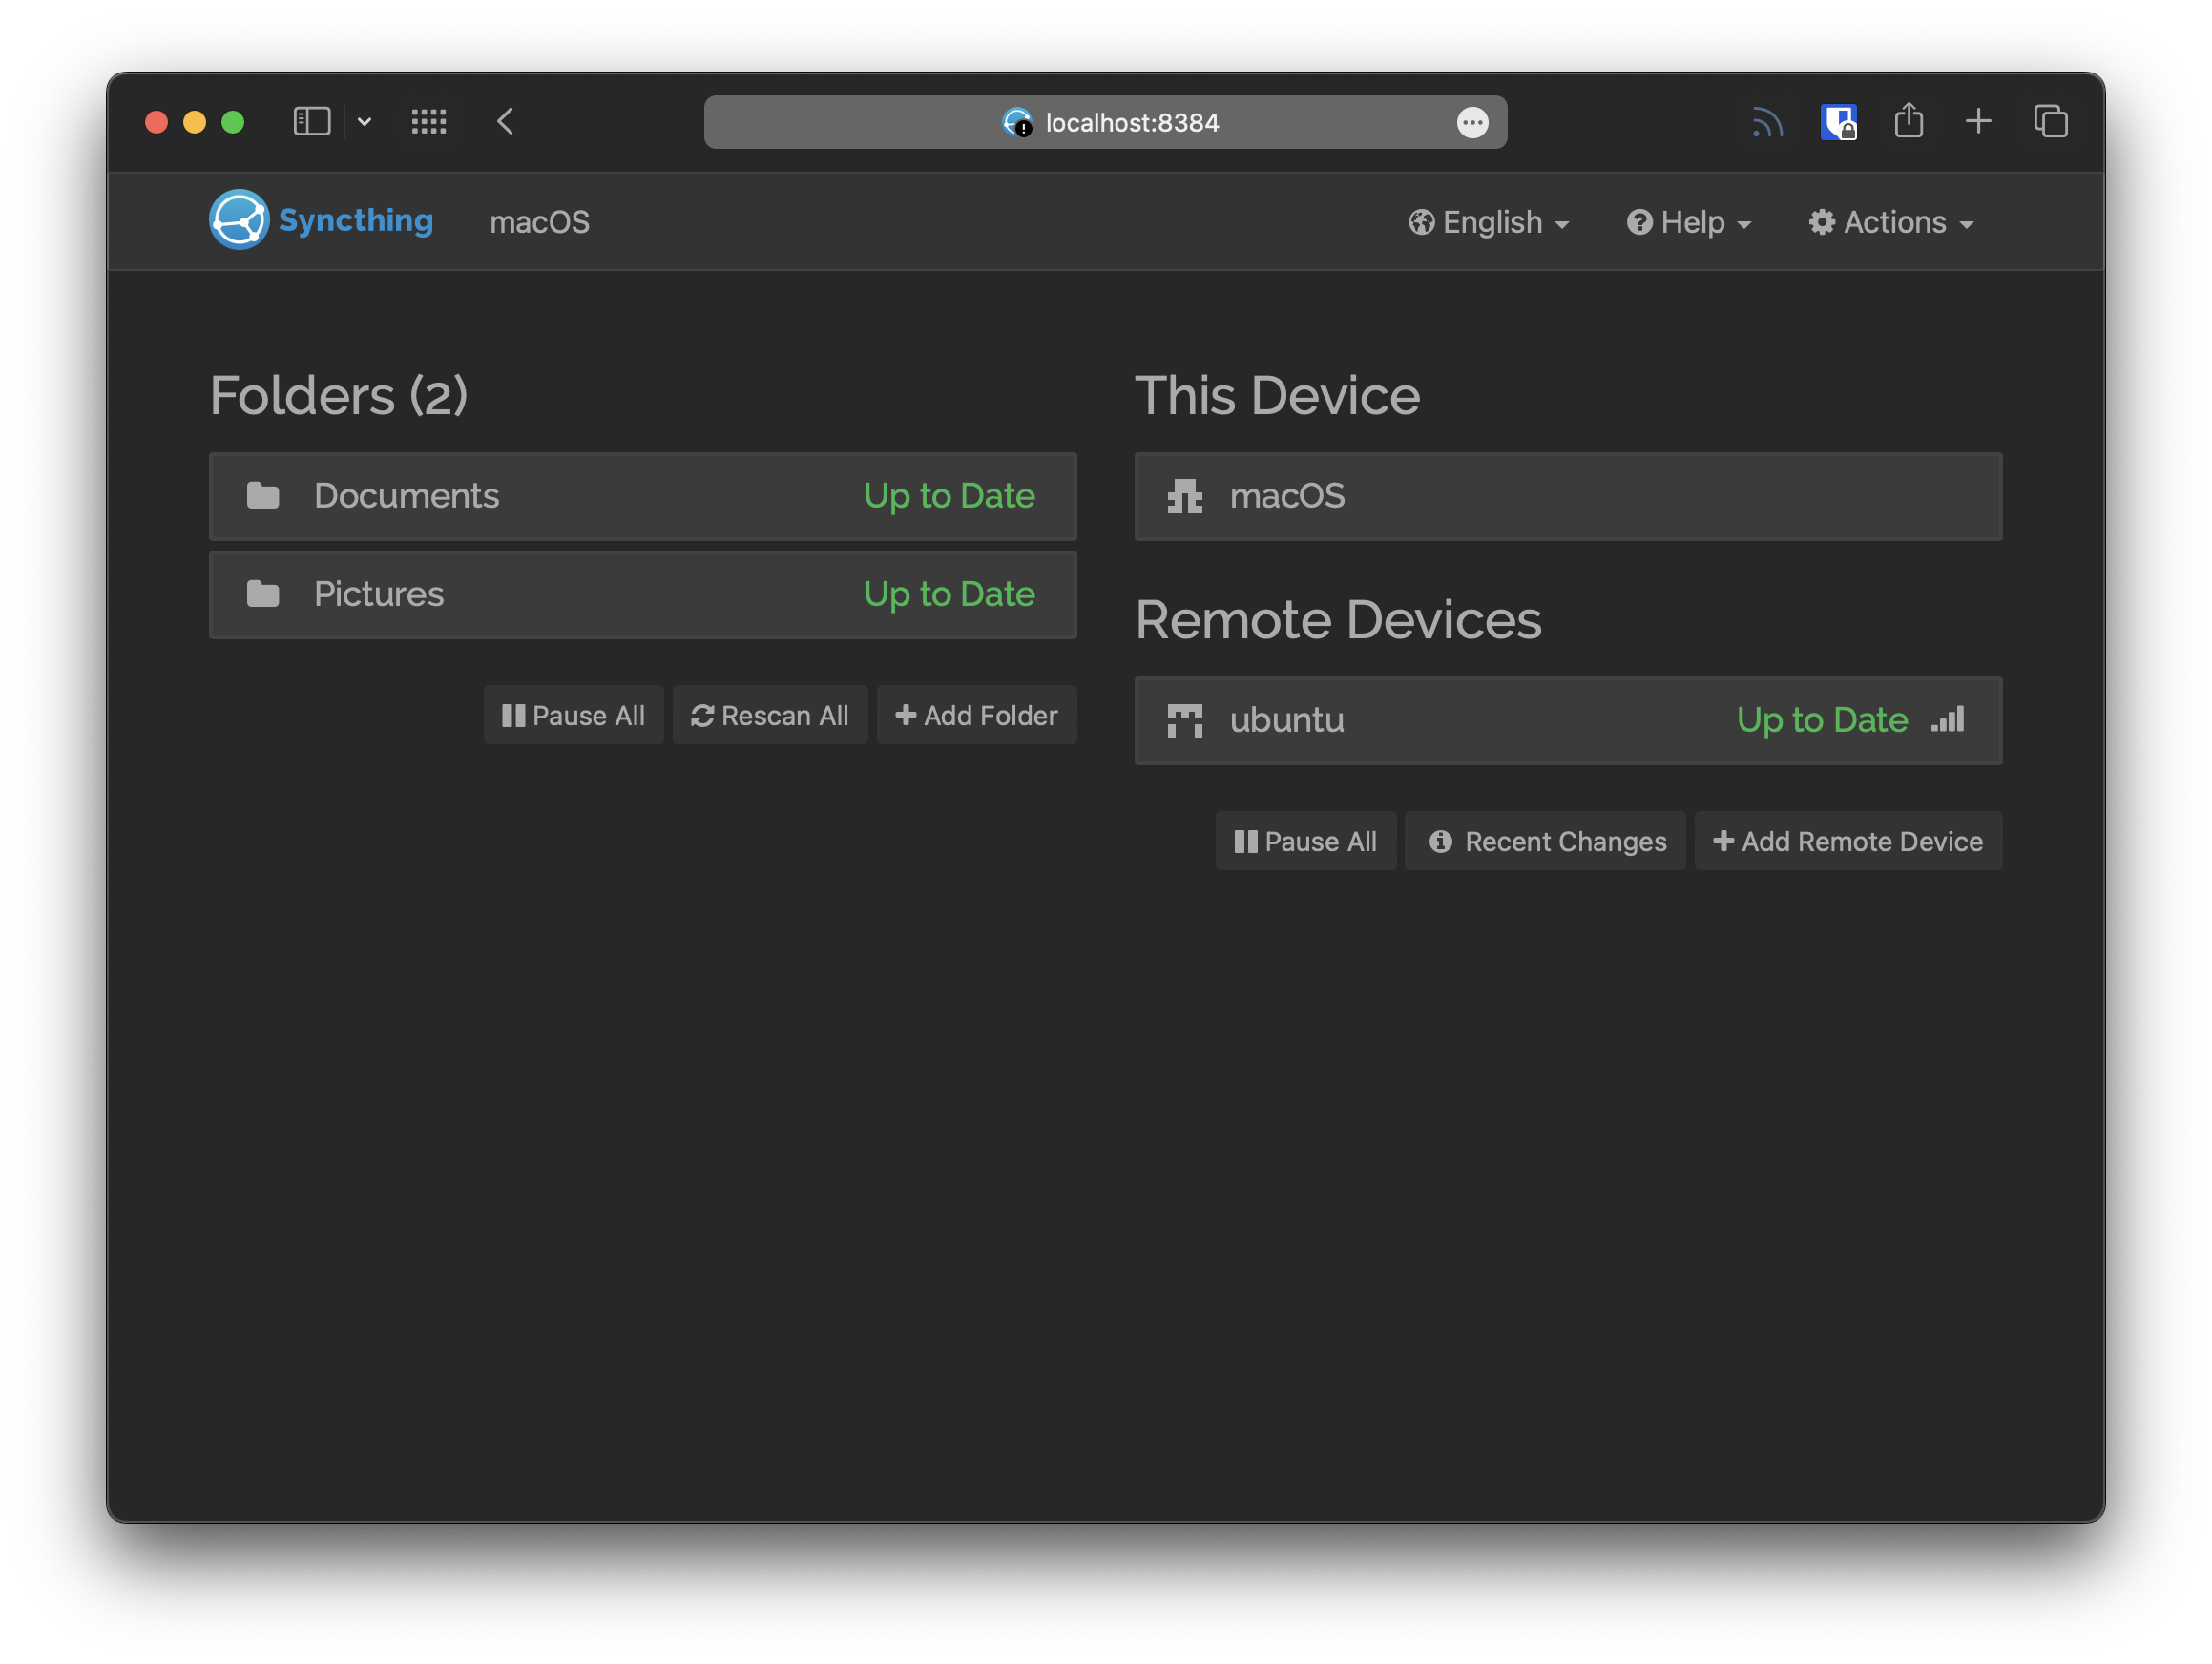 localhost:8384
Syncthing macOS English Help Actions
Folders (2)
Documents Up to Date
Pictures Up to Date
Pause All Rescan All Add Folder
This Device
macOS
Remote Devices
ubuntu Up to Date
Pause All Recent Changes Add Remote Device